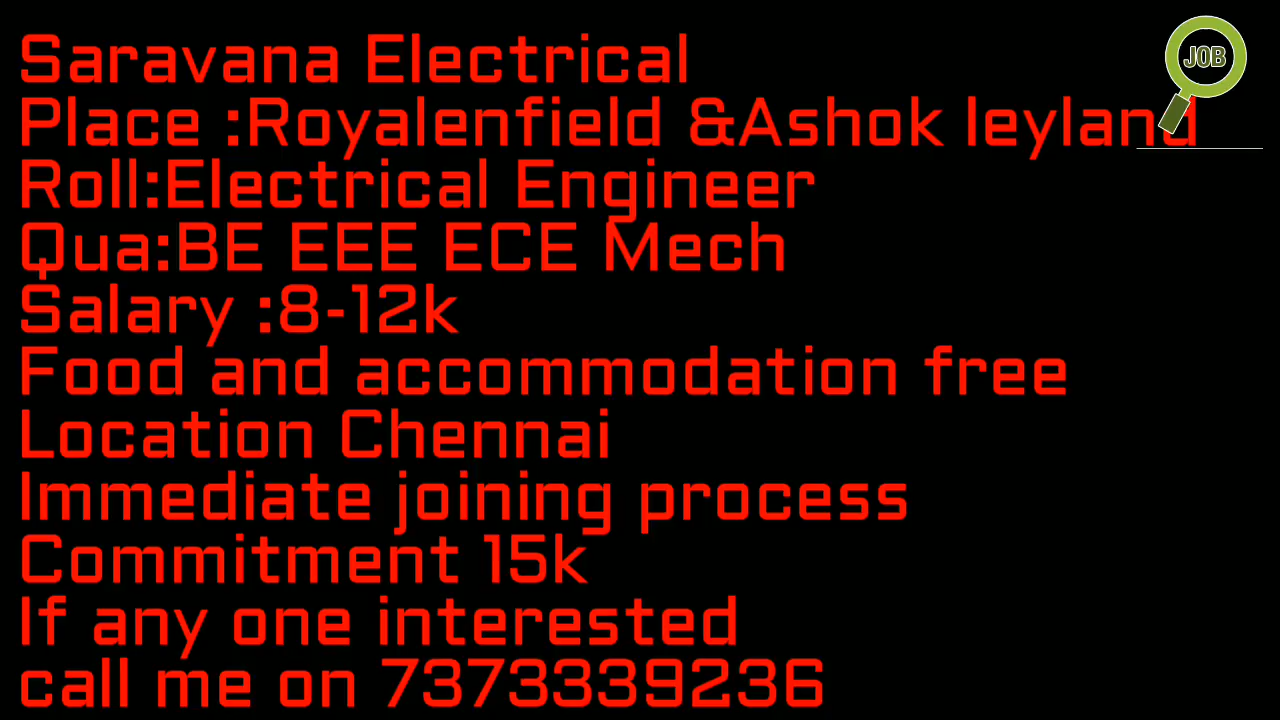 Saravana Electrical
JOB
Place :Royalenfield &Ashok leyland
Roll:Electrical Engineer
Qua:BE EEE ECE Mech
Salary :8-12k
Food and accommodation free
Location Chennai
Immediate joining process
Commitment 15k
If any one interested
call me on 7373339236